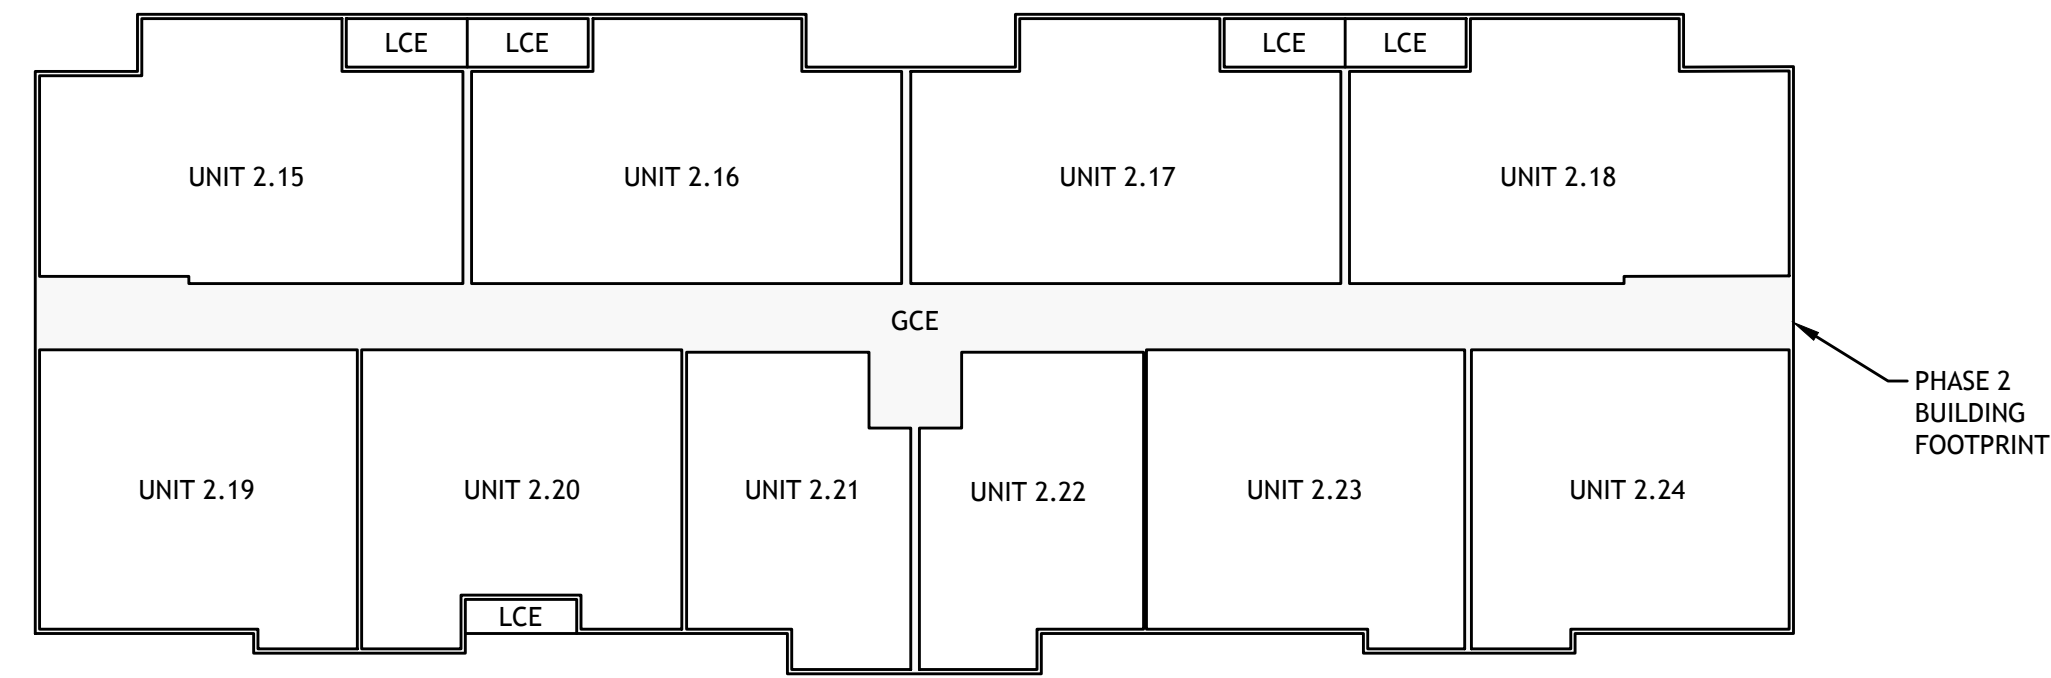 LCE
LCE
LCE
LCE
UNIT 2.15
UNIT 2.16
UNIT 2.17
UNIT 2.18
GCE
PHASE 2
BUILDING
FOOTPRINT
UNIT 2.19
UNIT 2.20
UNIT 2.21
UNIT 2.22
UNIT 2.23
UNIT 2.24
LCE